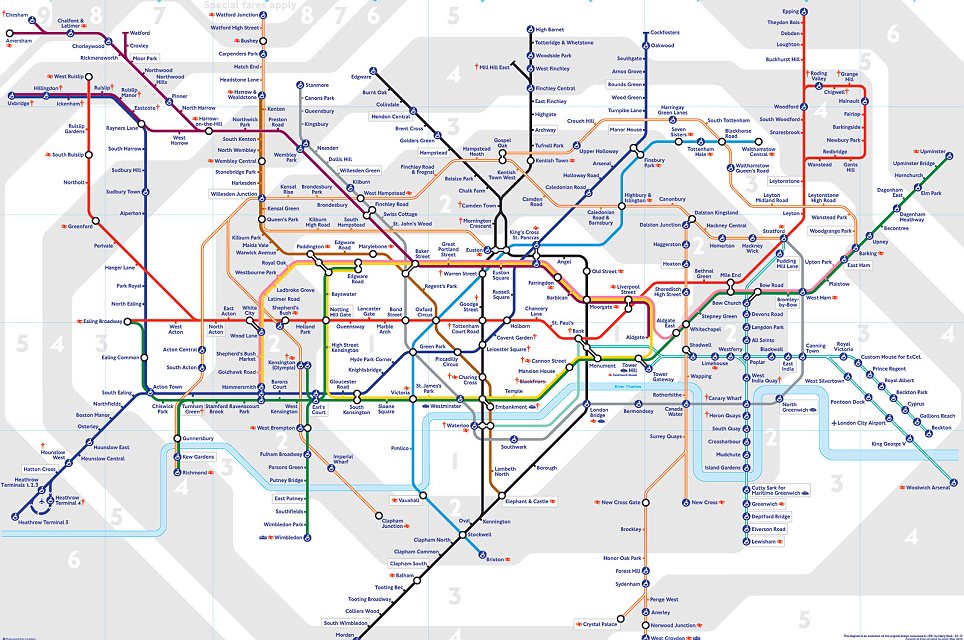 Special fares apply
9
8
7
8
7
6
5
4
3
2
6
5
4
3
2
1
2
3
4
5
Chesham
Chalfont &
Latimer
Amersham
Chorleywood
Rickmansworth
Watford
Croxley
Moor Park
Northwood
Northwood
Hills
Pinner
North Harrow
Harrow-
on-the-Hill
Northwick
Park
Preston
Road
Watford Junction
Watford High Street
Bushey
Carpenders Park
Hatch End
Headstone Lane
Harrow &
Wealdstone
Kenton
South Kenton
North Wembley
Wembley Central
Stonebridge Park
Harlesden
Willesden Junction
Kensal Green
Queen's Park
Kilburn Park
Maida Vale
Warwick Avenue
Royal Oak
Westbourne Park
Ladbroke Grove
Latimer Road
West Ruislip
Hillingdon
Uxbridge
Ickenham
Ruislip
Ruislip
Manor
Eastcote
Rayners Lane
West
Harrow
Ruislip
Gardens
South Ruislip
Northolt
Greenford
Perivale
Hanger Lane
South Harrow
Sudbury Hill
Sudbury Town
Alperton
Park Royal
North Ealing
Ealing Broadway
West
Acton
North
Acton
East
Acton
White
City
Shepherd's
Bush
Holland
Park
Wood Lane
Shepherd's Bush
Market
Goldhawk Road
Hammersmith
Ealing Common
Acton Central
South Acton
Acton Town
South Ealing
Northfields
Boston Manor
Osterley
Hounslow East
Hounslow Central
Hounslow
West
Hatton Cross
Heathrow
Terminals 1, 2, 3
Heathrow
Terminal 4
Heathrow Terminal 5
Chiswick
Park
Turnham
Green
Stamford
Brook
Ravenscourt
Park
Barons
Court
West
Kensington
Kensington
(Olympia)
Earl's
Court
Gloucester
Road
South
Kensington
Sloane
Square
Gunnersbury
Kew Gardens
Richmond
West Brompton
Fulham Broadway
Parsons Green
Putney Bridge
East Putney
Southfields
Wimbledon Park
Wimbledon
Imperial
Wharf
Clapham
Junction
Stanmore
Canons Park
Queensbury
Kingsbury
Wembley
Park
Neasden
Dollis Hill
Willesden Green
Kilburn
West Hampstead
Finchley Road
Swiss Cottage
St. John's Wood
Kensal
Rise
Brondesbury
Park
Brondesbury
Kilburn
High Road
South
Hampstead
Finchley Road
& Frognal
Edgware
Burnt Oak
Colindale
Hendon Central
Brent Cross
Golders Green
Hampstead
Belsize Park
Chalk Farm
Camden Town
Mornington
Crescent
Hampstead
Heath
Gospel
Oak
Kentish
Town West
Camden
Road
High Barnet
Totteridge & Whetstone
Woodside Park
Mill Hill East
West Finchley
Finchley Central
East Finchley
Highgate
Archway
Tufnell Park
Kentish Town
Cockfosters
Oakwood
Southgate
Arnos Grove
Bounds Green
Wood Green
Turnpike Lane
Manor House
Crouch Hill
Harringay
Green Lanes
Upper Holloway
Arsenal
Holloway Road
Caledonian Road
Finsbury
Park
Seven
Sisters
Tottenham
Hale
South Tottenham
Blackhorse
Road
Walthamstow
Central
Walthamstow
Queen's Road
Leyton
Midland Road
Leytonstone
High Road
Wanstead Park
Woodgrange Park
Highbury &
Islington
Canonbury
Caledonian
Road &
Barnsbury
Dalston Kingsland
Dalston Junction
Hackney
Central
Homerton
Hackney
Wick
Haggerston
Hoxton
Shoreditch
High Street
Epping
Theydon Bois
Debden
Loughton
Buckhurst Hill
Roding
Valley
Grange
Hill
Chigwell
Hainault
Fairlop
Barkingside
Newbury Park
Redbridge
Gants
Hill
Wanstead
Woodford
South Woodford
Snaresbrook
Leytonstone
Leyton
Stratford
Upminster
Upminster Bridge
Hornchurch
Elm Park
Dagenham
East
Dagenham
Heathway
Becontree
Upney
Barking
East Ham
Upton Park
Plaistow
West Ham
Bromley-
by-Bow
Bow Road
Bow Church
Pudding
Mill Lane
Mile End
Bethnal
Green
Paddington
Edgware
Road
Marylebone
Edgware
Road
Baker
Street
Great
Portland
Street
Warren Street
Euston
Euston
Square
King's Cross
St. Pancras
Angel
Old Street
Farringdon
Barbican
Moorgate
Liverpool
Street
Regent's Park
Goodge
Street
Russell
Square
Bayswater
Notting
Hill Gate
Queensway
Lancaster
Gate
Marble
Arch
Bond
Street
Oxford
Circus
Tottenham
Court Road
Holborn
Chancery
Lane
St. Paul's
Bank
Covent Garden
Leicester Square
High Street
Kensington
Hyde Park Corner
Knightsbridge
Green Park
Piccadilly
Circus
Charing
Cross
Victoria
St. James's
Park
Westminster
Embankment
Temple
Blackfriars
Mansion House
Cannon Street
Monument
Tower
Hill
Tower
Gateway
Aldgate
Aldgate
East
Whitechapel
Stepney Green
River Thames
Waterloo
Southwark
London
Bridge
Bermondsey
Canada
Water
Lambeth
North
Borough
Elephant & Castle
Pimlico
Vauxhall
Oval
Kennington
Stockwell
Brixton
Clapham North
Clapham Common
Clapham South
Balham
Tooting Bec
Tooting Broadway
Colliers Wood
South Wimbledon
Morden
Shadwell
Wapping
Rotherhithe
Surrey Quays
New Cross Gate
New Cross
Brockley
Honor Oak Park
Forest Hill
Sydenham
Penge West
Anerley
Norwood Junction
Crystal Palace
West Croydon
Limehouse
Westferry
Poplar
Blackwall
East
India
Canning
Town
Devons Road
Langdon Park
All Saints
West
India Quay
Canary Wharf
Heron Quays
South Quay
Crossharbour
Mudchute
Island Gardens
Cutty Sark for
Maritime Greenwich
Greenwich
Deptford Bridge
Elverson Road
Lewisham
North
Greenwich
Royal
Victoria
Custom House for ExCeL
Prince Regent
Royal Albert
Beckton Park
Cyprus
Gallions Reach
Beckton
West Silvertown
Pontoon Dock
London City Airport
King George V
Woolwich Arsenal